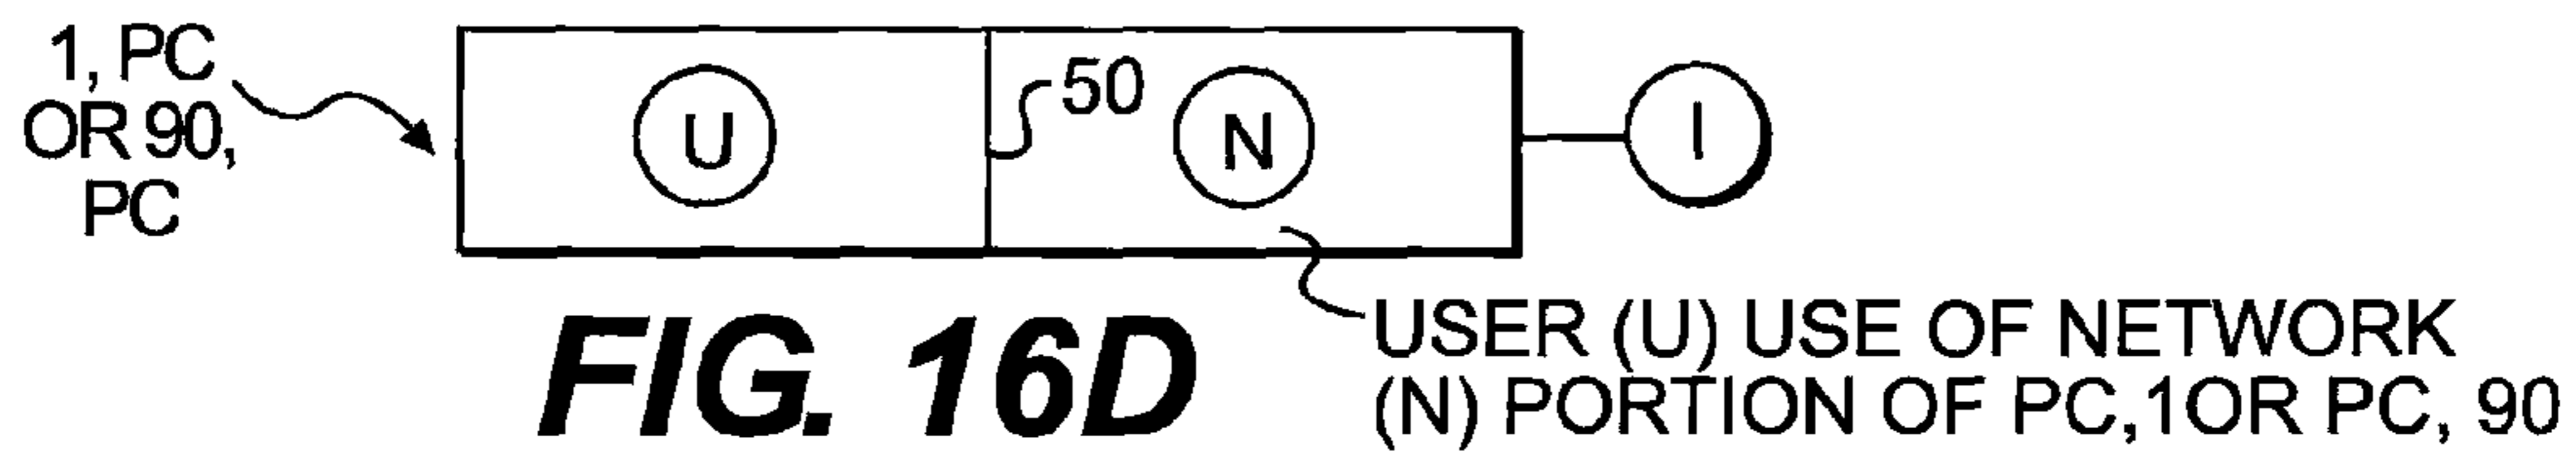 1, PC
OR 90,
PC
U
50
N
I
FIG. 16D
USER (U) USE OF NETWORK
(N) PORTION OF PC,1OR PC, 90